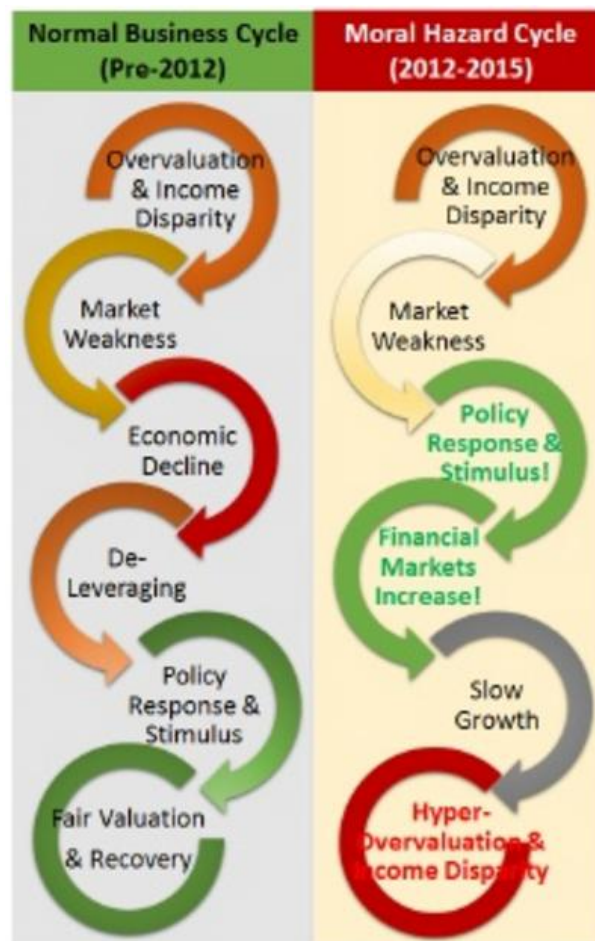 Normal Business Cycle
(Pre-2012)
Overvaluation
& Income
Disparity
Market
Weakness
Economic
Decline
De-
Leveraging
Policy
Response &
Stimulus
Fair Valuation
& Recovery
Moral Hazard Cycle
(2012-2015)
Overvaluation
& Income
Disparity
Market
Weakness
Policy
Response &
Stimulus!
Financial
Markets
Increase!
Slow
Growth
Hyper-
Overvaluation &
Income Disparity